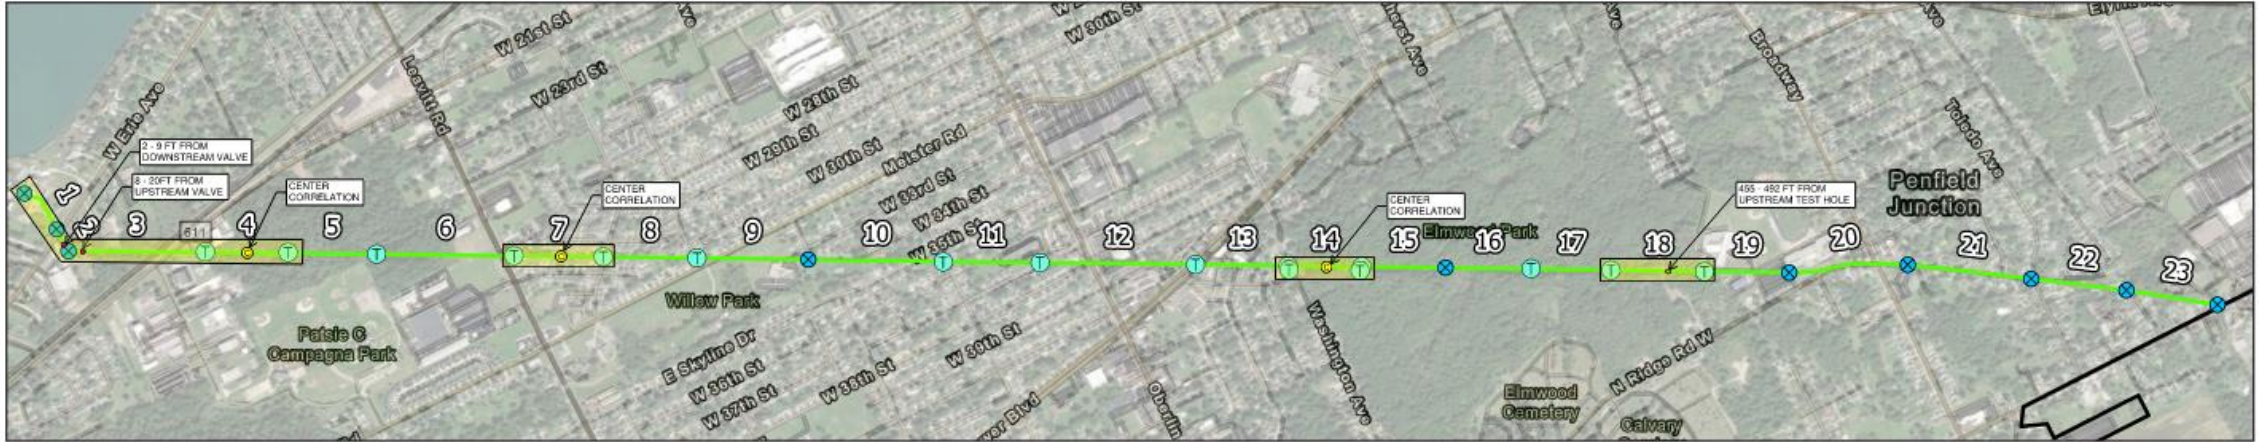 W 21st St
Ave
W 30th St
Ave
Broadway
Ave
W 23rd St
Leavitt Rd
W Erie Ave
W 28th St
Toledo Ave
W 29th St
2 - 9 FT FROM
DOWNSTREAM VALVE
8 - 20FT FROM
UPSTREAM VALVE
CENTER
CORRELATION
W 30th St
Meister Rd
CENTER
CORRELATION
W 33rd St
CENTER
CORRELATION
455 - 492 FT FROM
UPSTREAM TEST HOLE
Penfield
Junction
W 34th St
W 35th St
Elmwood Park
1
2
3
611
4
5
6
7
8
9
10
11
12
13
14
15
16
17
18
19
20
21
22
23
T
T
T
C
T
T
C
T
T
T
T
T
C
T
T
T
T
Willow Park
Patsie C
Campagna Park
E Skyline Dr
W 36th St
W 37th St
W 38th St
W 39th St
Washington Ave
Oberlin
N Ridge Rd W
Elmwood
Cemetery
Calvary